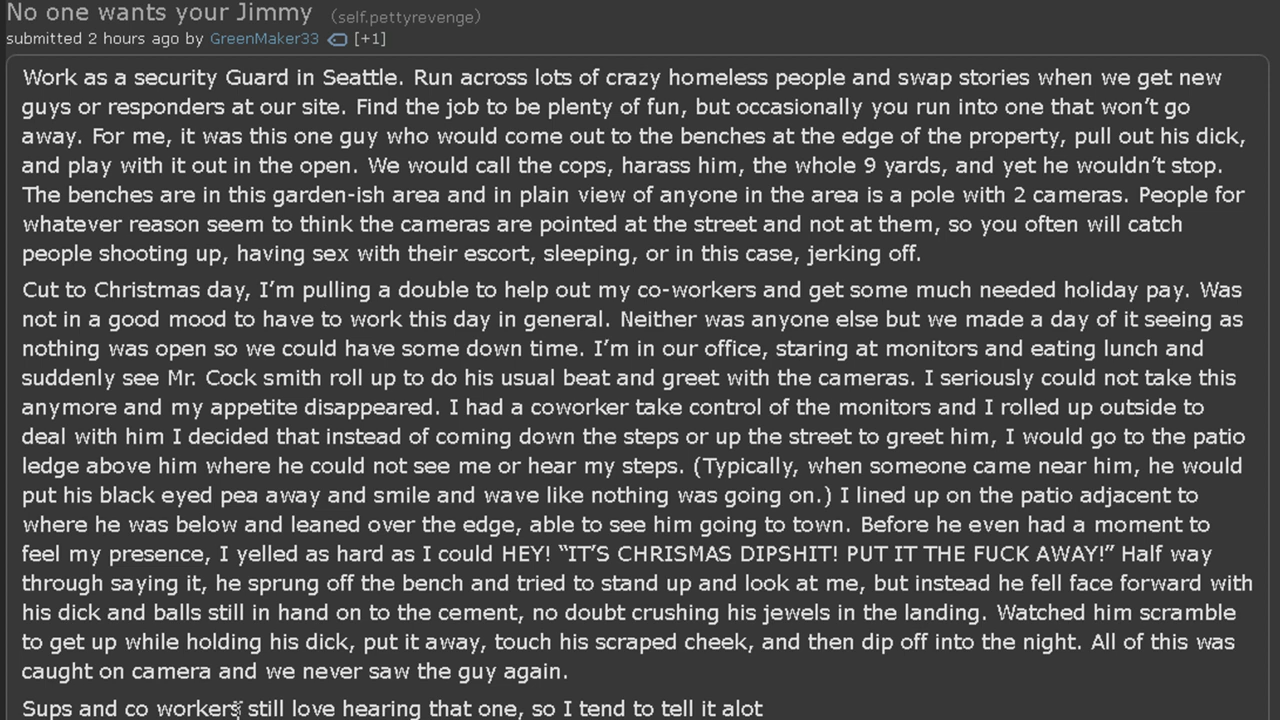 No one wants your Jimmy (self.pettyrevenge)
submitted 2 hours ago by GreenMaker33 [+1]
Work as a security Guard in Seattle. Run across lots of crazy homeless people and swap stories when we get new
guys or responders at our site. Find the job to be plenty of fun, but occasionally you run into one that won’t go
away. For me, it was this one guy who would come out to the benches at the edge of the property, pull out his dick,
and play with it out in the open. We would call the cops, harass him, the whole 9 yards, and yet he wouldn’t stop.
The benches are in this garden-ish area and in plain view of anyone in the area is a pole with 2 cameras. People for
whatever reason seem to think the cameras are pointed at the street and not at them, so you often will catch
people shooting up, having sex with their escort, sleeping, or in this case, jerking off.
Cut to Christmas day, I’m pulling a double to help out my co-workers and get some much needed holiday pay. Was
not in a good mood to have to work this day in general. Neither was anyone else but we made a day of it seeing as
nothing was open so we could have some down time. I’m in our office, staring at monitors and eating lunch and
suddenly see Mr. Cock smith roll up to do his usual beat and greet with the cameras. I seriously could not take this
anymore and my appetite disappeared. I had a coworker take control of the monitors and I rolled up outside to
deal with him I decided that instead of coming down the steps or up the street to greet him, I would go to the patio
ledge above him where he could not see me or hear my steps. (Typically, when someone came near him, he would
put his black eyed pea away and smile and wave like nothing was going on.) I lined up on the patio adjacent to
where he was below and leaned over the edge, able to see him going to town. Before he even had a moment to
feel my presence, I yelled as hard as I could HEY! “IT’S CHRISMAS DIPSHIT! PUT IT THE FUCK AWAY!” Half way
through saying it, he sprung off the bench and tried to stand up and look at me, but instead he fell face forward with
his dick and balls still in hand on to the cement, no doubt crushing his jewels in the landing. Watched him scramble
to get up while holding his dick, put it away, touch his scraped cheek, and then dip off into the night. All of this was
caught on camera and we never saw the guy again.
Sups and co workers still love hearing that one, so I tend to tell it alot